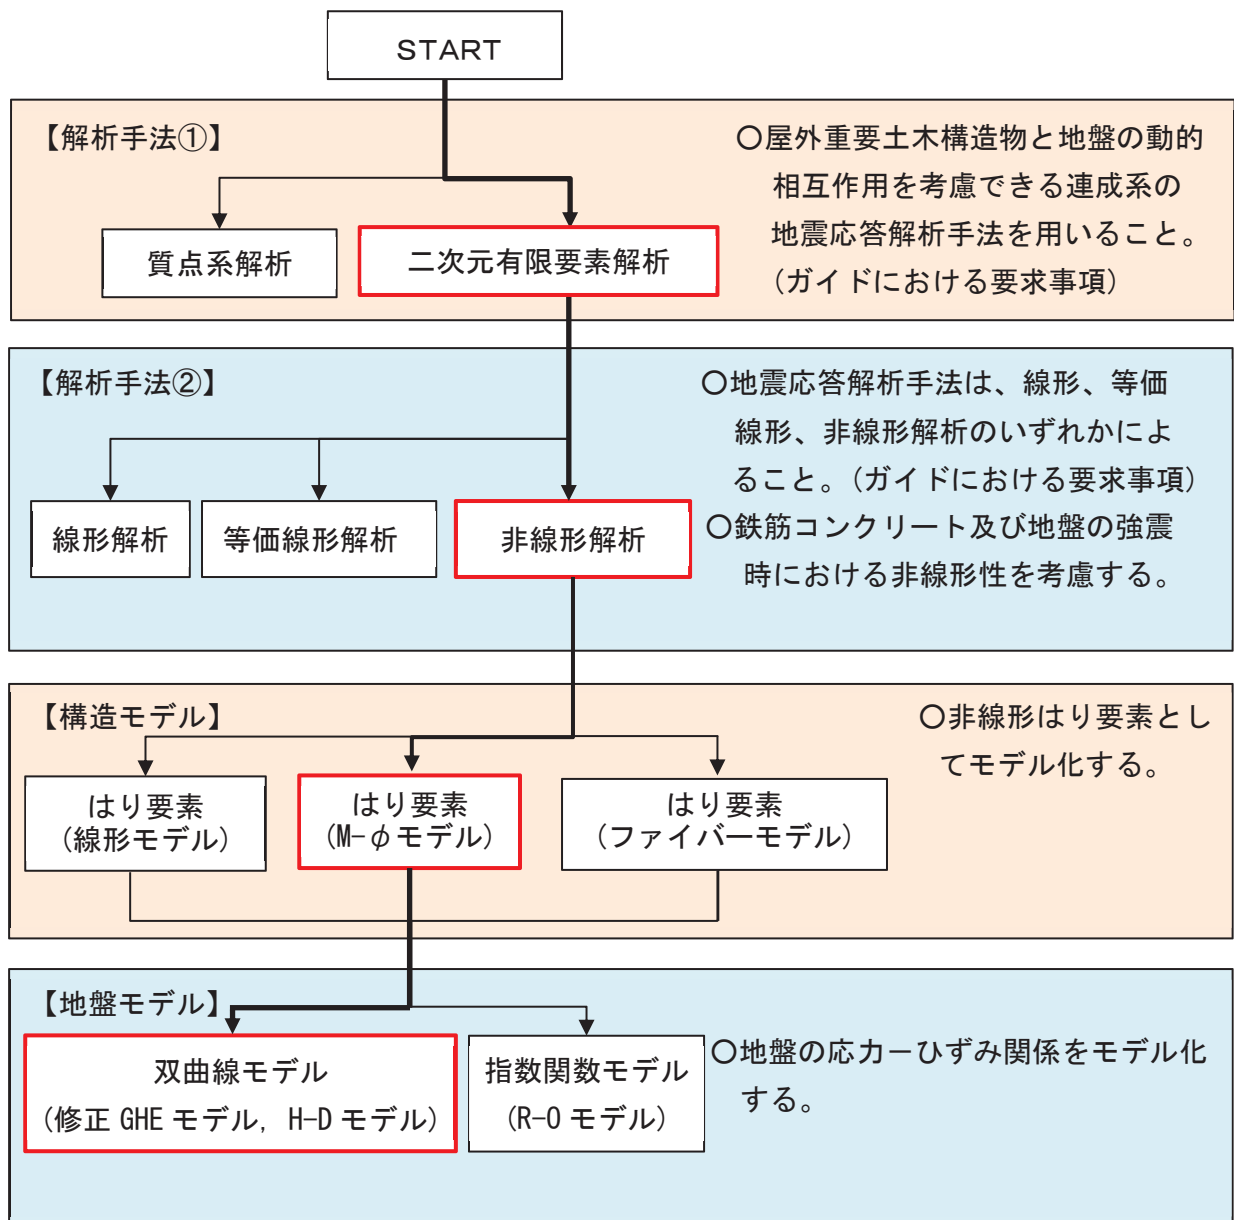 START
【解析手法①】
〇屋外重要土木構造物と地盤の動的
相互作用を考慮できる連成系の
地震応答解析手法を用いること。
(ガイドにおける要求事項)
質点系解析
二次元有限要素解析
【解析手法②】
〇地震応答解析手法は、線形、等価
線形、非線形解析のいずれかによ
ること。(ガイドにおける要求事項)
〇鉄筋コンクリート及び地盤の強震
時における非線形性を考慮する。
線形解析
等価線形解析
非線形解析
【構造モデル】
〇非線形はり要素とし
てモデル化する。
はり要素
(線形モデル)
はり要素
(M-φモデル)
はり要素
(ファイバーモデル)
【地盤モデル】
双曲線モデル
(修正 GHE モデル, H-D モデル)
指数関数モデル
(R-O モデル)
〇地盤の応力−ひずみ関係をモデル化
する。